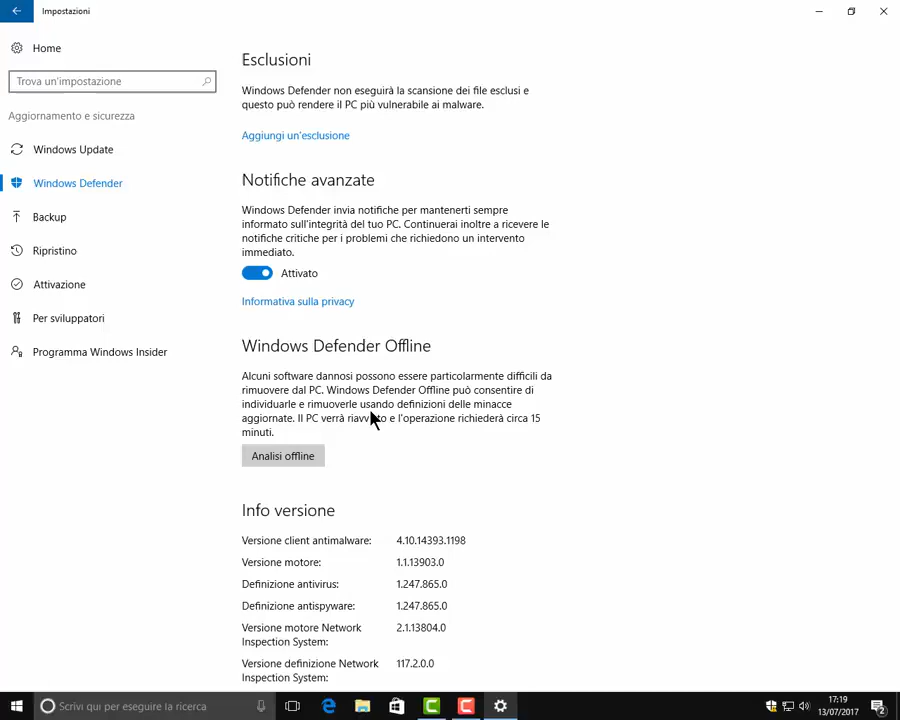 Impostazioni
Home
Trova un'impostazione
Aggiornamento e sicurezza
Windows Update
Windows Defender
Backup
Ripristino
Attivazione
Per sviluppatori
Programma Windows Insider
Esclusioni
Windows Defender non eseguirà la scansione dei file esclusi e
questo può rendere il PC più vulnerabile ai malware.
Aggiungi un'esclusione
Notifiche avanzate
Windows Defender invia notifiche per mantenerti sempre
informato sull'integrità del tuo PC. Continuerai inoltre a ricevere le
notifiche critiche per i problemi che richiedono un intervento
immediato.
Attivato
Informativa sulla privacy
Windows Defender Offline
Alcuni software dannosi possono essere particolarmente difficili da
rimuovere dal PC. Windows Defender Offline può consentire di
individuarle e rimuoverle usando definizioni delle minacce
aggiornate. Il PC verrà e l'operazione richiederà circa 15
minuti.
Analisi offline
Info versione
Versione client antimalware: 4.10.14393.1198
Versione motore: 1.1.13903.0
Definizione antivirus: 1.247.865.0
Definizione antispyware: 1.247.865.0
Versione motore Network 2.1.13804.0
Inspection System:
Versione definizione Network 117.2.0.0
Inspection System:
Scrivi qui per eseguire la ricerca
17:19
13/07/2017
2